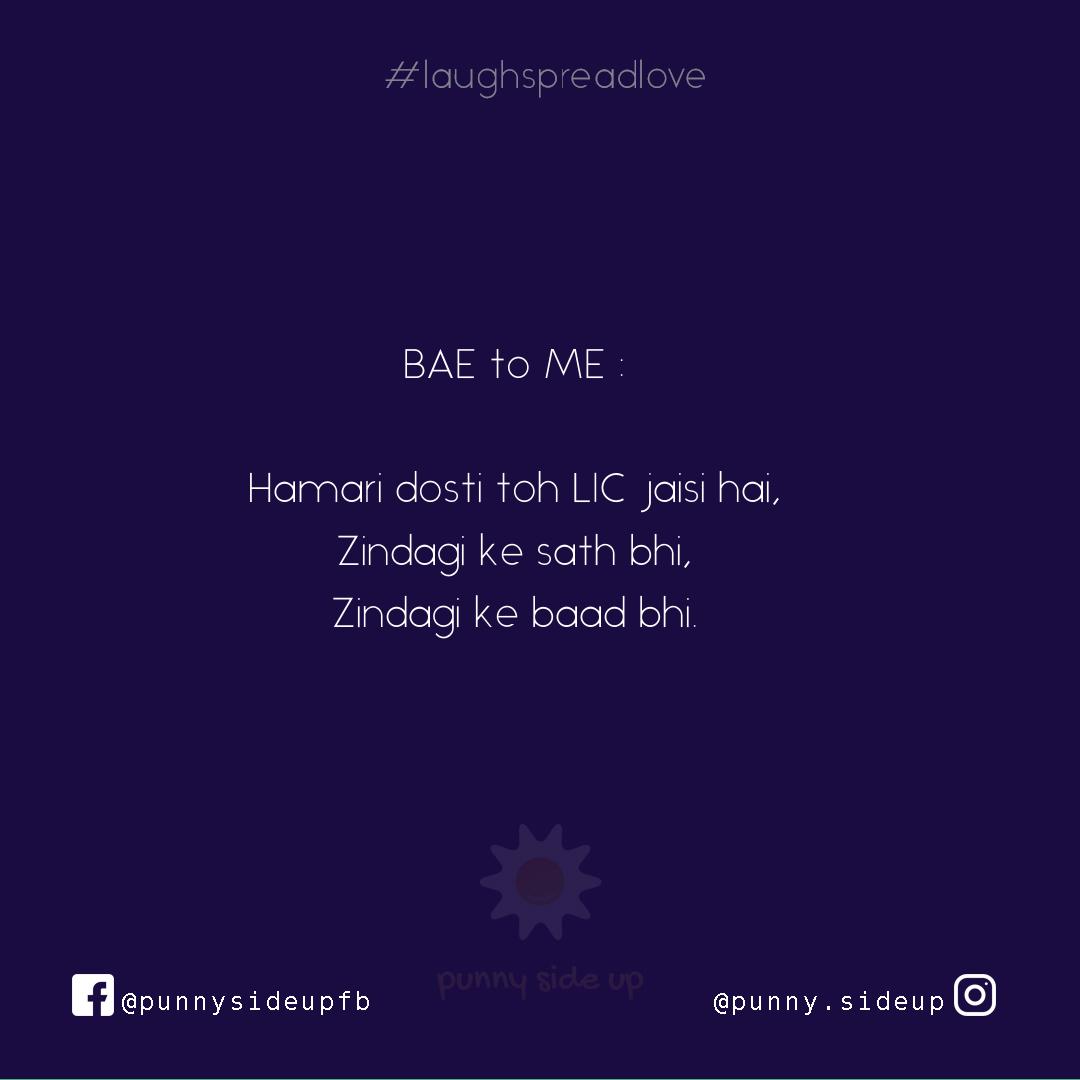 #laughspreadlove
BAE to ME :
Hamari dosti toh LIC jaisi hai,
Zindagi ke sath bhi,
Zindagi ke baad bhi.
punny side up
@punnysideupfb
@punny.sideup